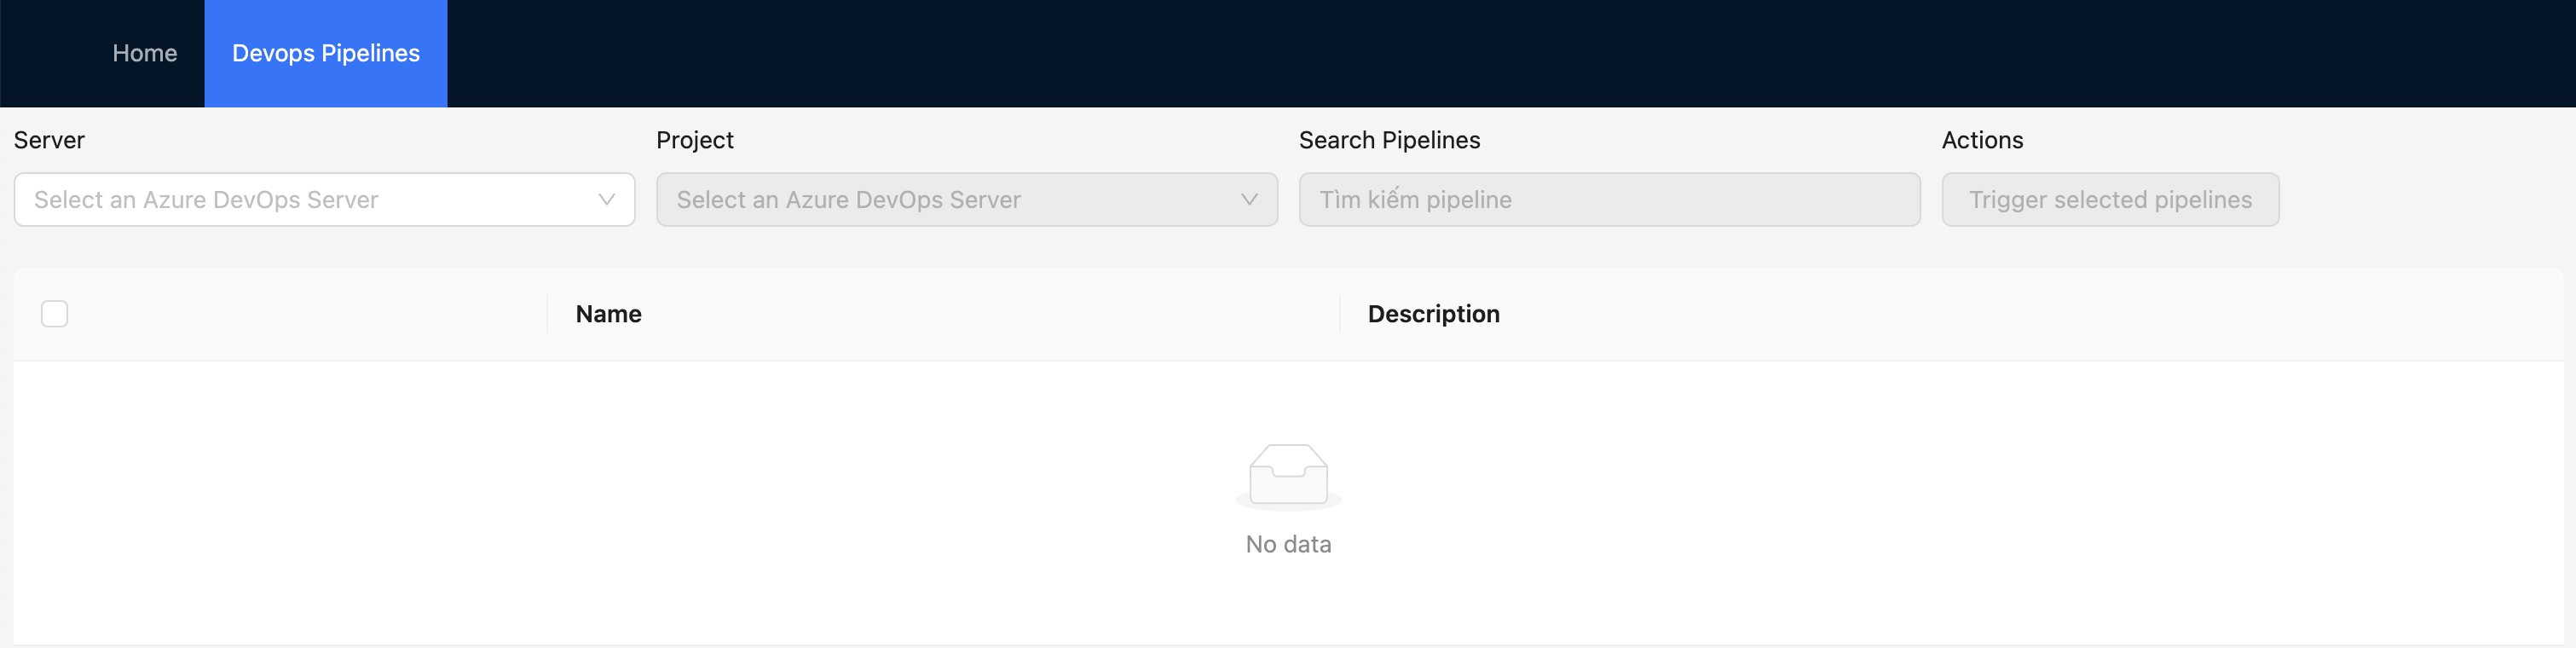 Home
Devops Pipelines
Server
Project
Search Pipelines
Actions
Select an Azure DevOps Server
Select an Azure DevOps Server
Tìm kiếm pipeline
Trigger selected pipelines
Name
Description
No data